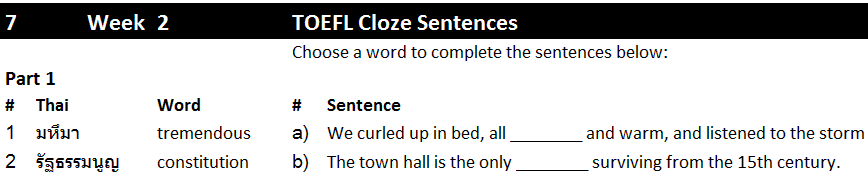 7 Week 2 TOEFL Cloze Sentences
Choose a word to complete the sentences below:
Part 1
# Thai Word # Sentence
1 มหึมา tremendous a) We curled up in bed, all ________ and warm, and listened to the storm
2 รัฐธรรมนูญ constitution b) The town hall is the only ________ surviving from the 15th century.